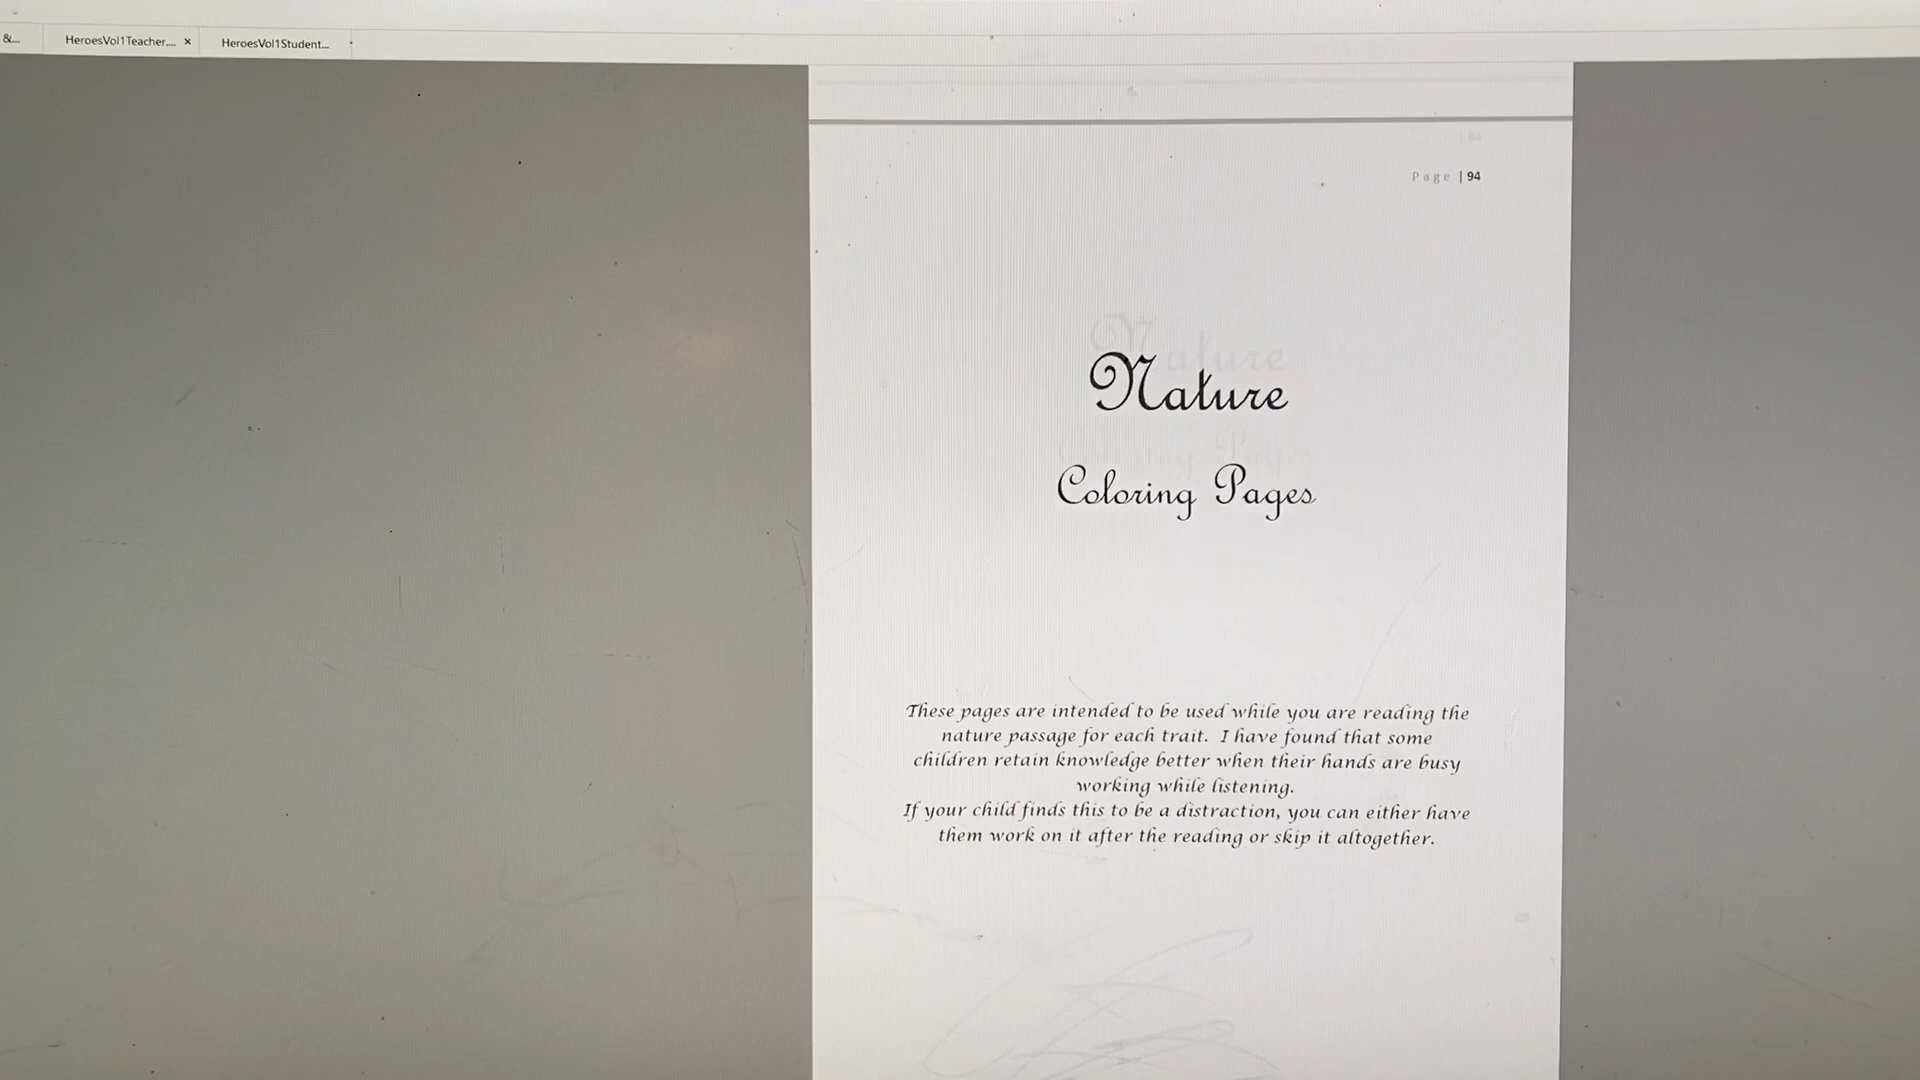 &...
HeroesVol1Teacher.... ×
HeroesVol1Student...
Page | 94
Nature
Coloring Pages
These pages are intended to be used while you are reading the
nature passage for each trait. I have found that some
children retain knowledge better when their hands are busy
working while listening.
If your child finds this to be a distraction, you can either have
them work on it after the reading or skip it altogether.